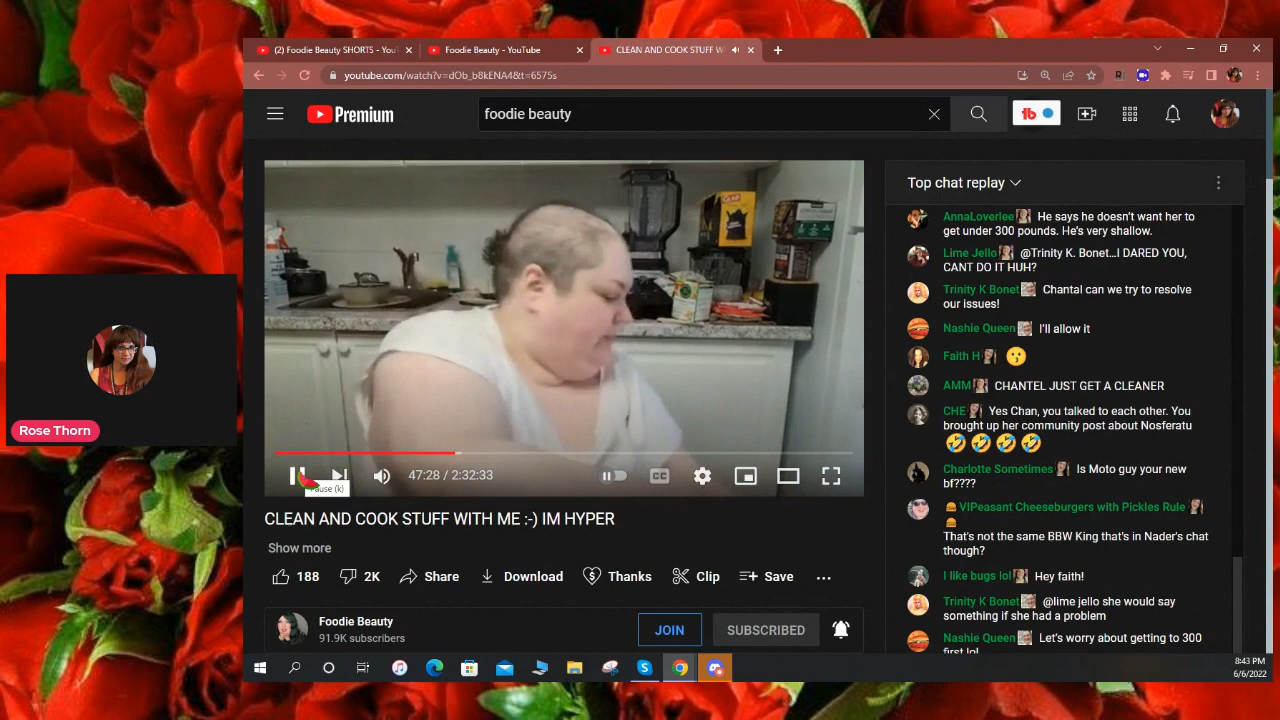 (2) Foodie Beauty SHORTS - You
Foodie Beauty - YouTube
CLEAN AND COOK STUFF W
youtube.com/watch?v=dOb_b8kENA4&t=6575s
Premium
foodie beauty
tb
Top chat replay
AnnaLoverlee He says he doesn't want her to
get under 300 pounds. He's very shallow.
Lime Jello @Trinity K. Bonet...I DARED YOU,
CANT DO IT HUH?
Trinity K Bonet Chantal can we try to resolve
our issues!
Nashie Queen I'll allow it
Faith H 😗
AMM CHANTEL JUST GET A CLEANER
CHE Yes Chan, you talked to each other. You
brought up her community post about Nosferatu
🤣🤣🤣🤣
Charlotte Sometimes Is Moto guy your new
bf????
🍔VIPeasant Cheeseburgers with Pickles Rule
🍔
That's not the same BBW King that's in Nader's chat
though?
I like bugs lol Hey faith!
Trinity K Bonet @lime jello she would say
something if she had a problem
Nashie Queen Let's worry about getting to 300
first lol
GLAD
47:28 / 2:32:33
CC
Pause (k)
CLEAN AND COOK STUFF WITH ME :-) IM HYPER
Show more
188
2K
Share
Download
Thanks
Clip
Save
Foodie Beauty
91.9K subscribers
JOIN
SUBSCRIBED
Rose Thorn
8:43 PM
6/6/2022